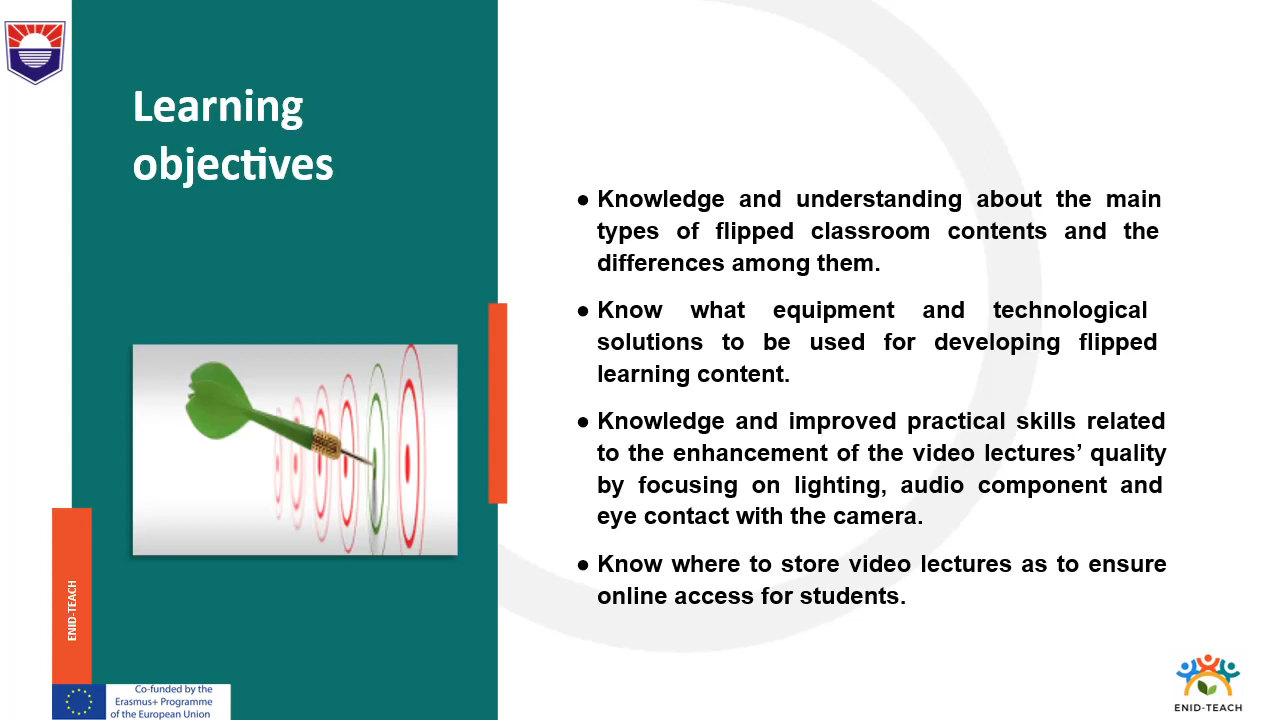 Learning
objectives
● Knowledge and understanding about the main
types of flipped classroom contents and the
differences among them.
● Know what equipment and technological
solutions to be used for developing flipped
learning content.
● Knowledge and improved practical skills related
to the enhancement of the video lectures’ quality
by focusing on lighting, audio component and
eye contact with the camera.
● Know where to store video lectures as to ensure
online access for students.
ENID-TEACH
Co-funded by the
Erasmus+ Programme
of the European Union
ENID-TEACH